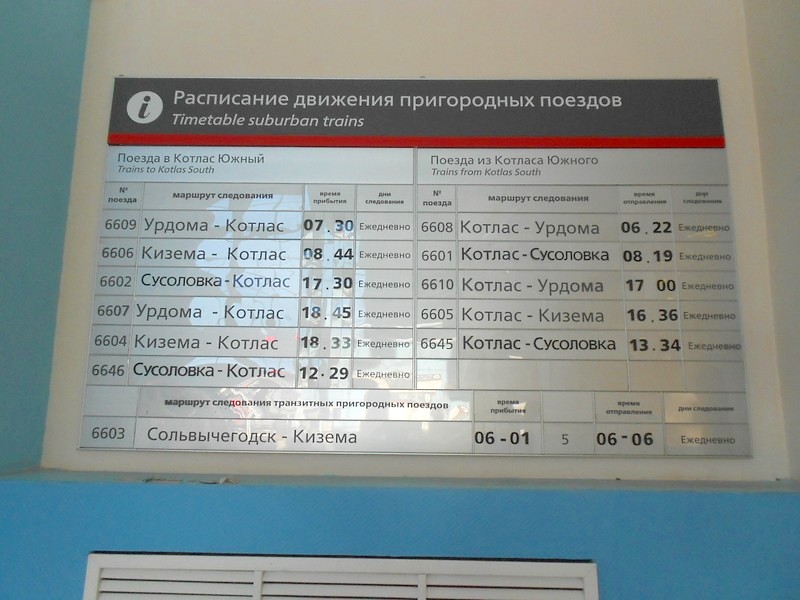 i
Расписание движения пригородных поездов
Timetable suburban trains
Поезда в Котлас Южный
Trains to Kotlas South
№ поезда маршрут следования время прибытия дни следования
6609 Урдома - Котлас 07.30 Ежедневно
6606 Кизема - Котлас 08.44 Ежедневно
6602 Сусоловка-Котлас 17.30 Ежедневно
6607 Урдома - Котлас 18.45 Ежедневно
6604 Кизема - Котлас 18.33 Ежедневно
6646 Сусоловка-Котлас 12.29 Ежедневно
Поезда из Котласа Южного
Trains from Kotlas South
№ поезда маршрут следования время отправления дни следования
6608 Котлас - Урдома 06.22 Ежедневно
6601 Котлас-Сусоловка 08.19 Ежедневно
6610 Котлас - Урдома 17 00 Ежедневно
6605 Котлас - Кизема 16.36 Ежедневно
6645 Котлас-Сусоловка 13.34 Ежедневно
маршрут следования транзитных пригородных поездов время прибытия время отправления дни следования
6603 Сольвычегодск - Кизема 06-01 5 06-06 Ежедневно